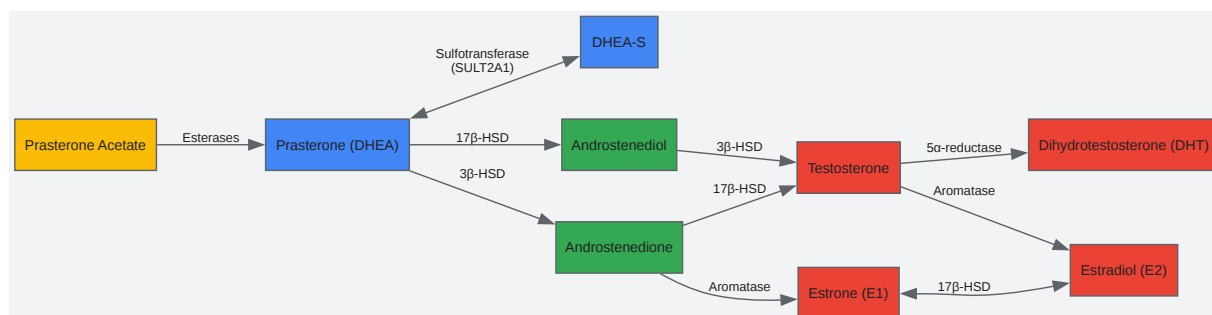 DHEA-S
Sulfotransferase
(SULT2A1)
Prasterone Acetate
Esterases
Prasterone (DHEA)
17β-HSD
Androstenediol
3β-HSD
Testosterone
5α-reductase
Dihydrotestosterone (DHT)
3β-HSD
17β-HSD
Aromatase
Androstenedione
Aromatase
Estrone (E1)
17β-HSD
Estradiol (E2)